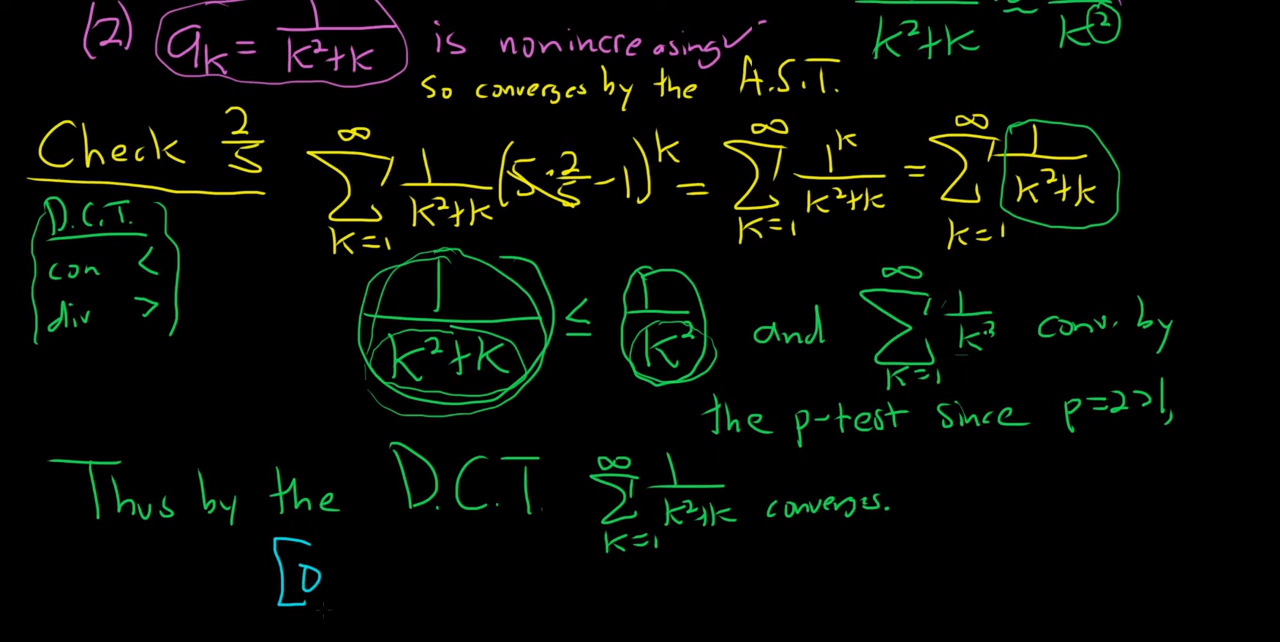 (2) a_k = 1/(k²+k) is nonincreasing ✓ 1/(k²+k) ≈ 1/k²
So converges by the A.S.T.
Check 2/5 ∞∑k=1 1/(k²+k) (5·2/5 - 1)^k = ∞∑k=1 1^k/(k²+k) = ∞∑k=1 1/(k²+k)
D.C.T.
con <
div >
1/(k²+k) ≤ 1/k² and ∞∑k=1 1/k² conv. by
the p-test since p=2>1,
Thus by the D.C.T. ∞∑k=1 1/(k²+k) converges.
[0